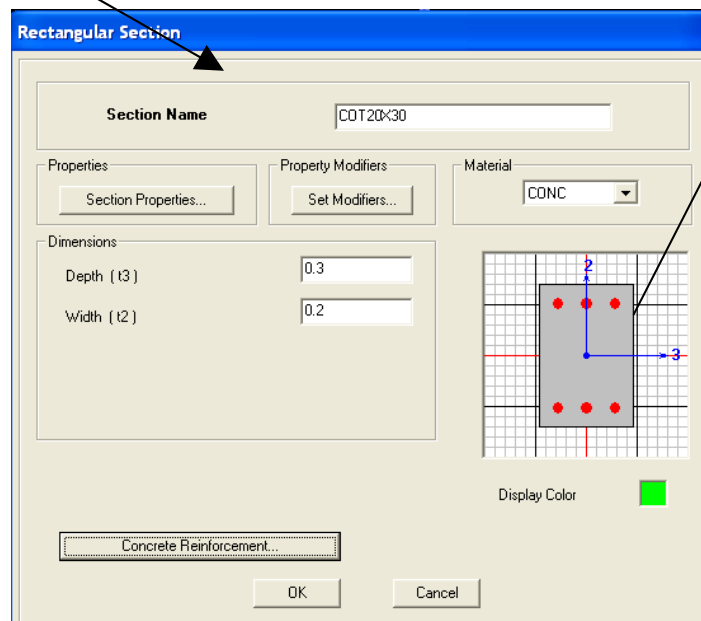 Rectangular Section
Section Name COT20X30
Properties Property Modifiers Material
Section Properties... Set Modifiers... CONC
Dimensions
Depth ( t3 ) 0.3
Width ( t2 ) 0.2
2
3
Display Color
Concrete Reinforcement...
OK Cancel